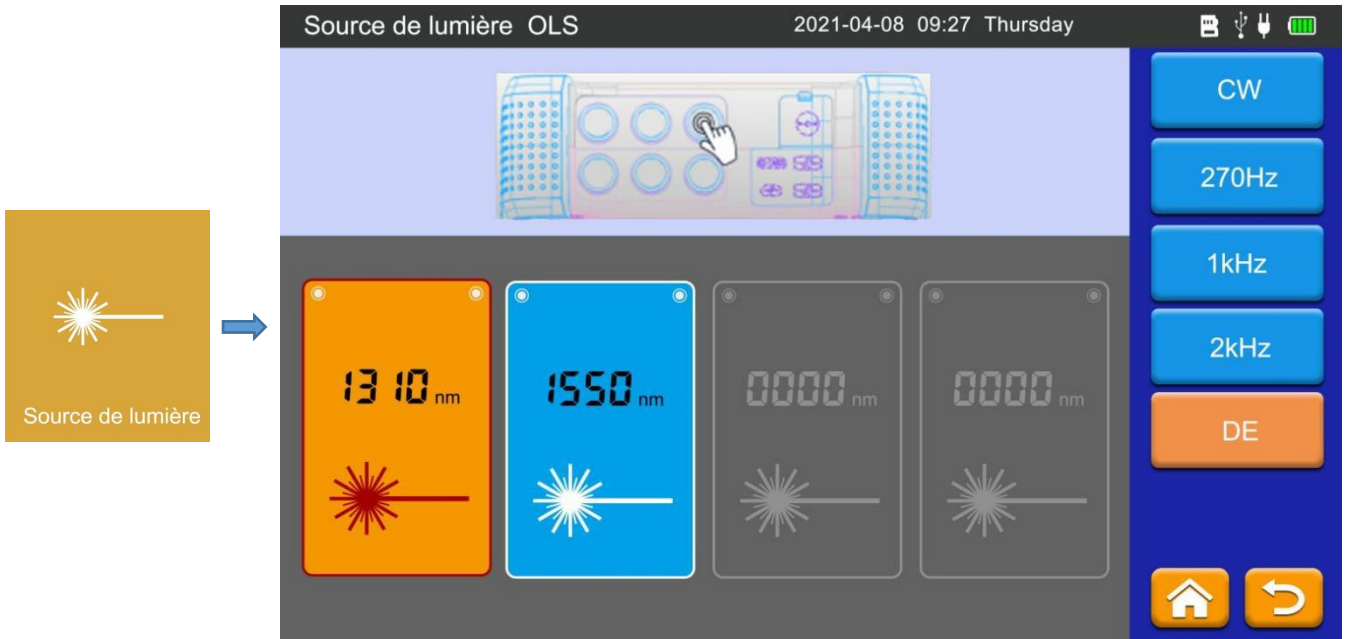 Source de lumière
Source de lumière OLS
2021-04-08 09:27 Thursday
1310 nm
1550 nm
0000 nm
0000 nm
CW
270Hz
1kHz
2kHz
DE